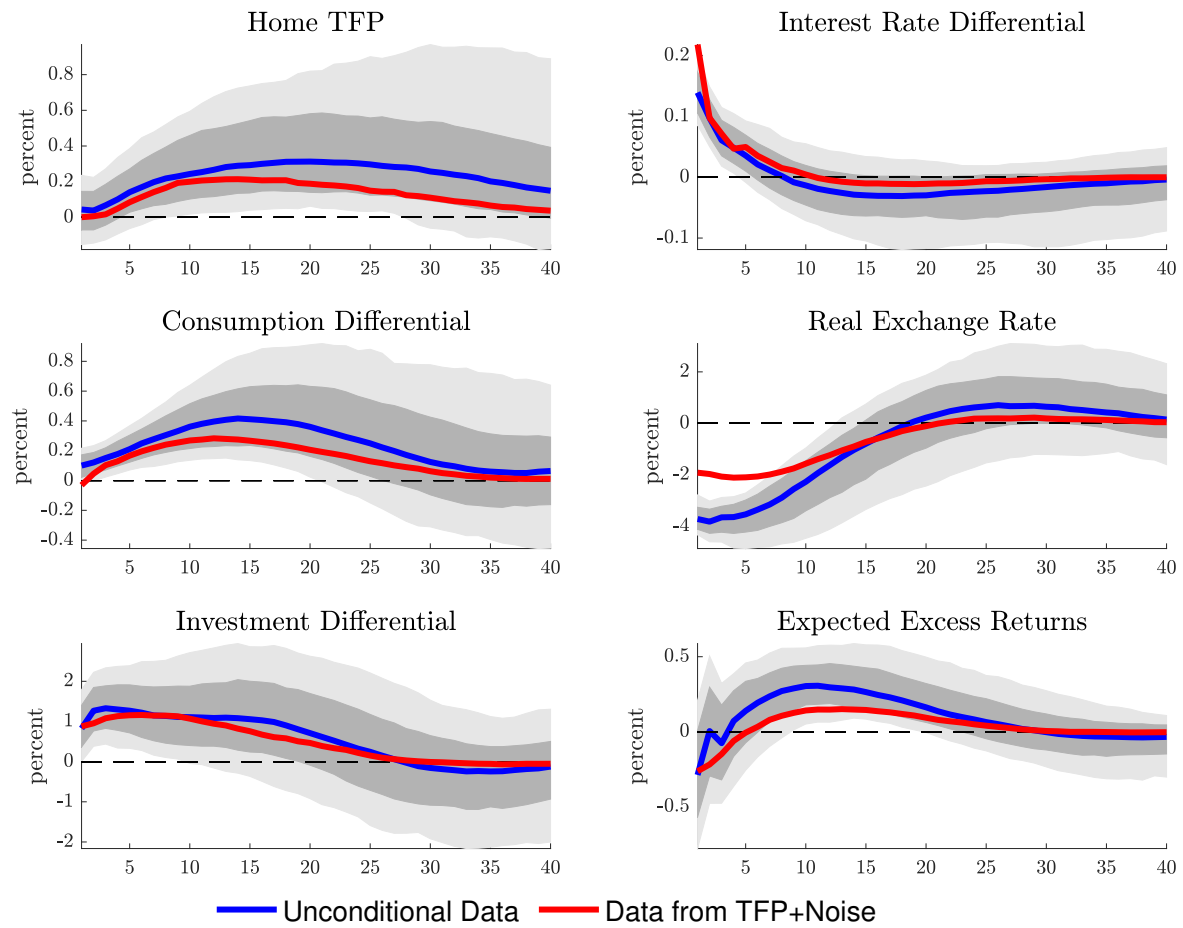 Home TFP
percent
0.8
0.6
0.4
0.2
0
5 10 15 20 25 30 35 40
Interest Rate Differential
percent
0.2
0.1
0
-0.1
5 10 15 20 25 30 35 40
Consumption Differential
percent
0.8
0.6
0.4
0.2
0
-0.2
-0.4
5 10 15 20 25 30 35 40
Real Exchange Rate
percent
2
0
-2
-4
5 10 15 20 25 30 35 40
Investment Differential
percent
2
1
0
-1
-2
5 10 15 20 25 30 35 40
Expected Excess Returns
percent
0.5
0
-0.5
5 10 15 20 25 30 35 40
Unconditional Data
Data from TFP+Noise